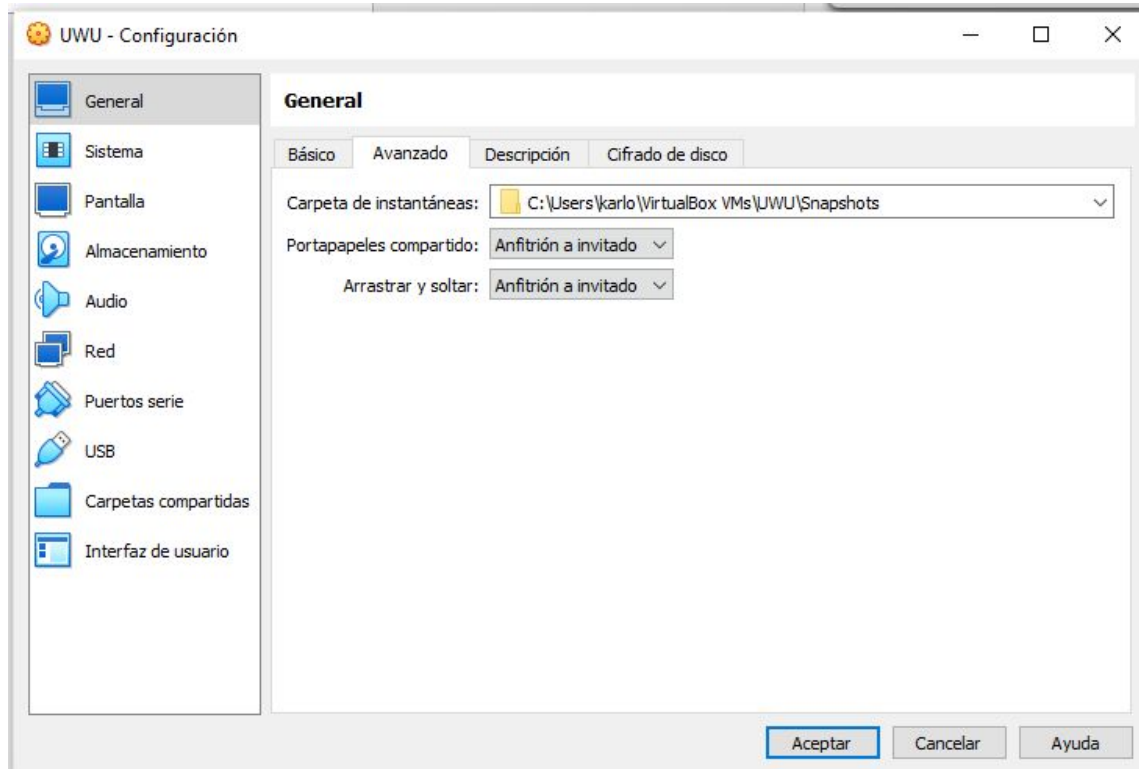 UWU - Configuración
General
Sistema
Pantalla
Almacenamiento
Audio
Red
Puertos serie
USB
Carpetas compartidas
Interfaz de usuario
General
Básico Avanzado Descripción Cifrado de disco
Carpeta de instantáneas: C:\Users\karlo\VirtualBox VMs\UWU\Snapshots
Portapapeles compartido: Anfitrión a invitado
Arrastrar y soltar: Anfitrión a invitado
Aceptar Cancelar Ayuda